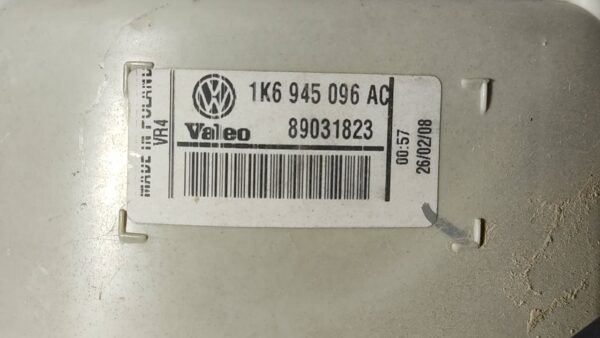 MADE IN POLAND
VR4
1K6 945 096 AC
Valeo 89031823
00:57
26/02/08